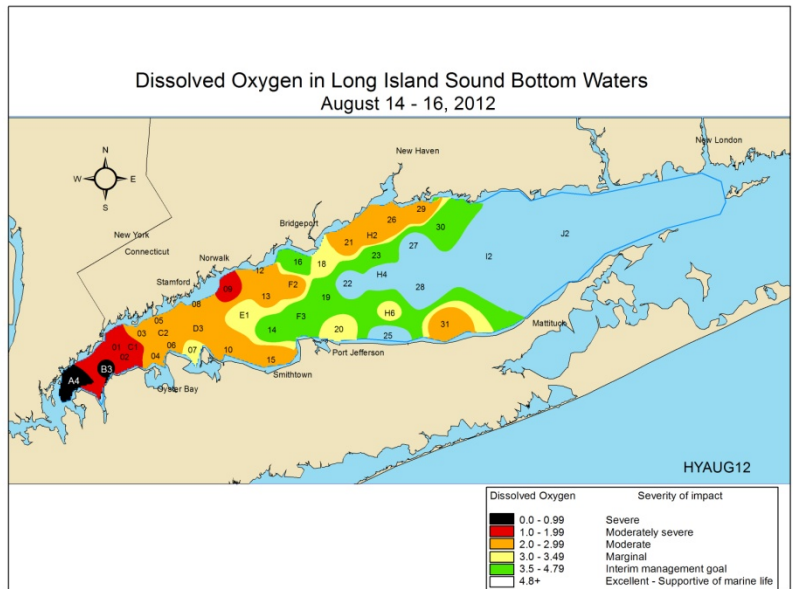 Dissolved Oxygen in Long Island Sound Bottom Waters
August 14 - 16, 2012
New London
New Haven
N
W E
S
29
26
Bridgeport
30
H2
21
New York
27
J2
Connecticut
23
I2
Norwalk
16
18
12
H4
Stamford
F2
22
09
28
13
19
08
H6
E1
F3
05
D3
20
31
Mattituck
03
C2
14
25
01 C1
06
07
10
Port Jefferson
02
04
15
B3
Smithtown
A4
Oyster Bay
HYAUG12
Dissolved Oxygen Severity of impact
0.0 - 0.99 Severe
1.0 - 1.99 Moderately severe
2.0 - 2.99 Moderate
3.0 - 3.49 Marginal
3.5 - 4.79 Interim management goal
4.8+ Excellent - Supportive of marine life